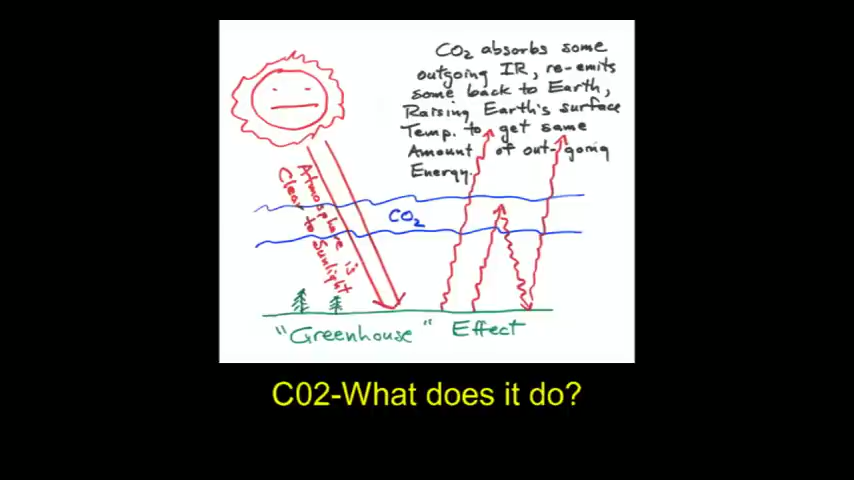 CO₂ absorbs some
outgoing IR, re-emits
some back to Earth,
Raising Earth's surface
Temp. to get same
Amount of out-going
Energy.
Atmosphere is
Clear to Sunlight
CO₂
"Greenhouse" Effect
C02-What does it do?